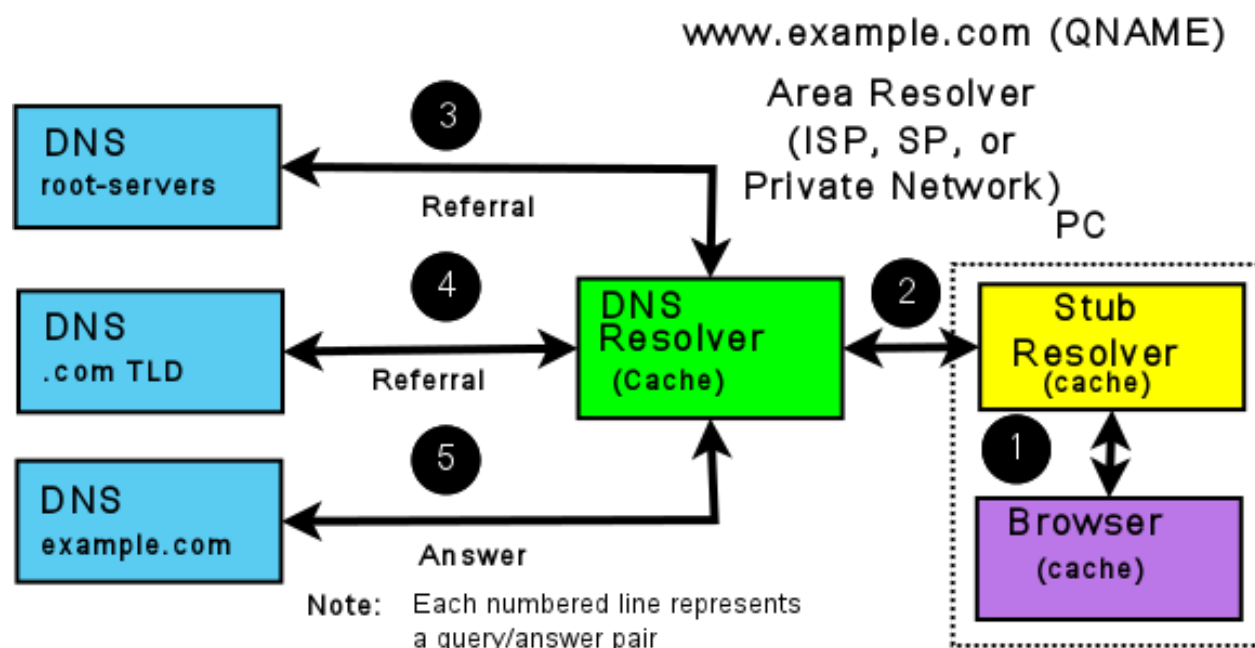 www.example.com (QNAME)
Area Resolver
(ISP, SP, or
Private Network)
PC
DNS
root-servers
3
Referral
DNS
.com TLD
4
Referral
DNS
example.com
5
Answer
DNS
Resolver
(Cache)
2
Stub
Resolver
(cache)
1
Browser
(cache)
Note: Each numbered line represents
a query/answer pair